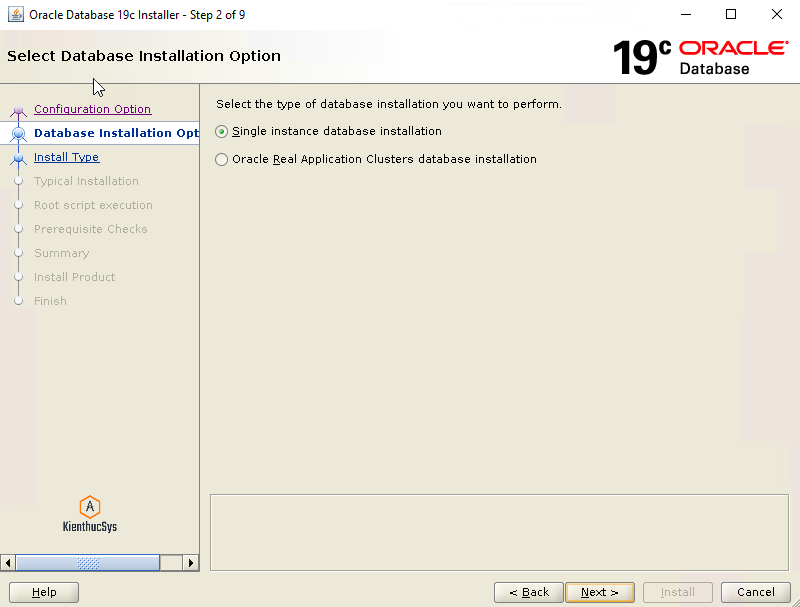 Oracle Database 19c Installer - Step 2 of 9
Select Database Installation Option
19c ORACLE
Database
Configuration Option
Database Installation Opt
Install Type
Typical Installation
Root script execution
Prerequisite Checks
Summary
Install Product
Finish
Select the type of database installation you want to perform.
Single instance database installation
Oracle Real Application Clusters database installation
A
KienthucSys
Help
< Back
Next >
Install
Cancel